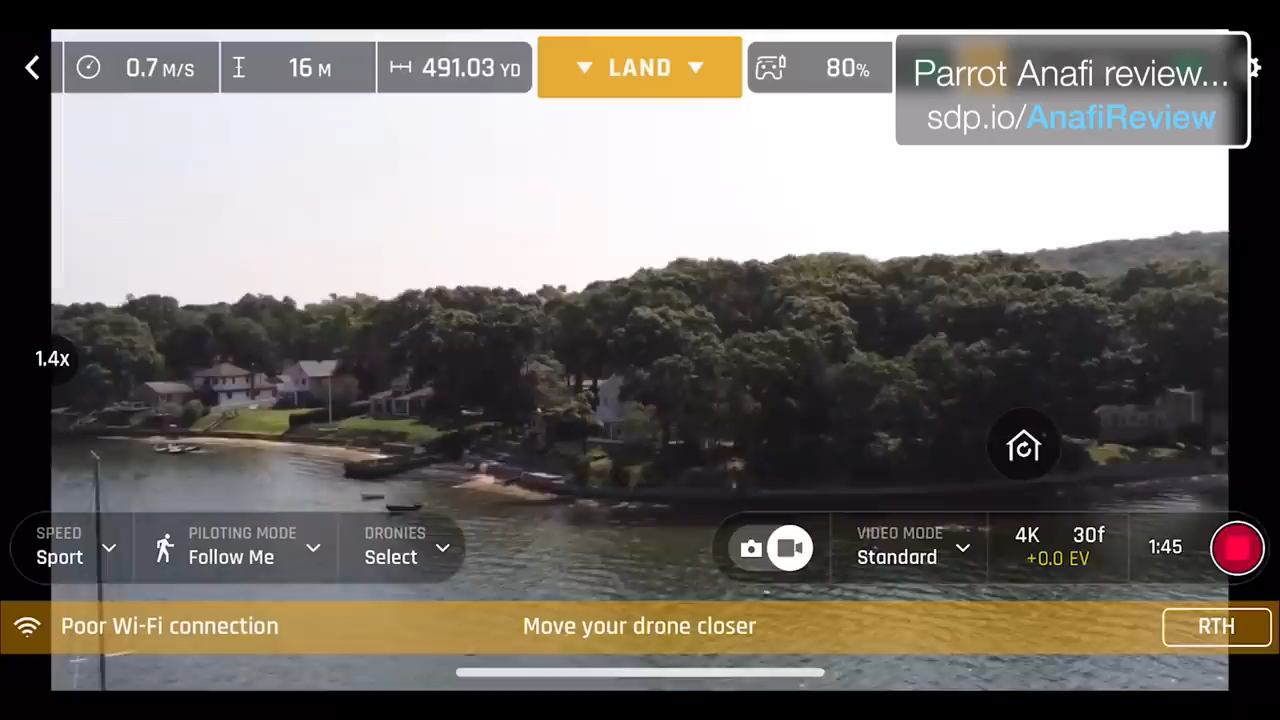 0.7 M/S
16 M
491.03 YD
LAND
80%
Parrot Anafi review...
sdp.io/AnafiReview
1.4x
SPEED
Sport
PILOTING MODE
Follow Me
DRONIES
Select
VIDEO MODE
Standard
4K 30f
+0.0 EV
1:45
Poor Wi-Fi connection
Move your drone closer
RTH